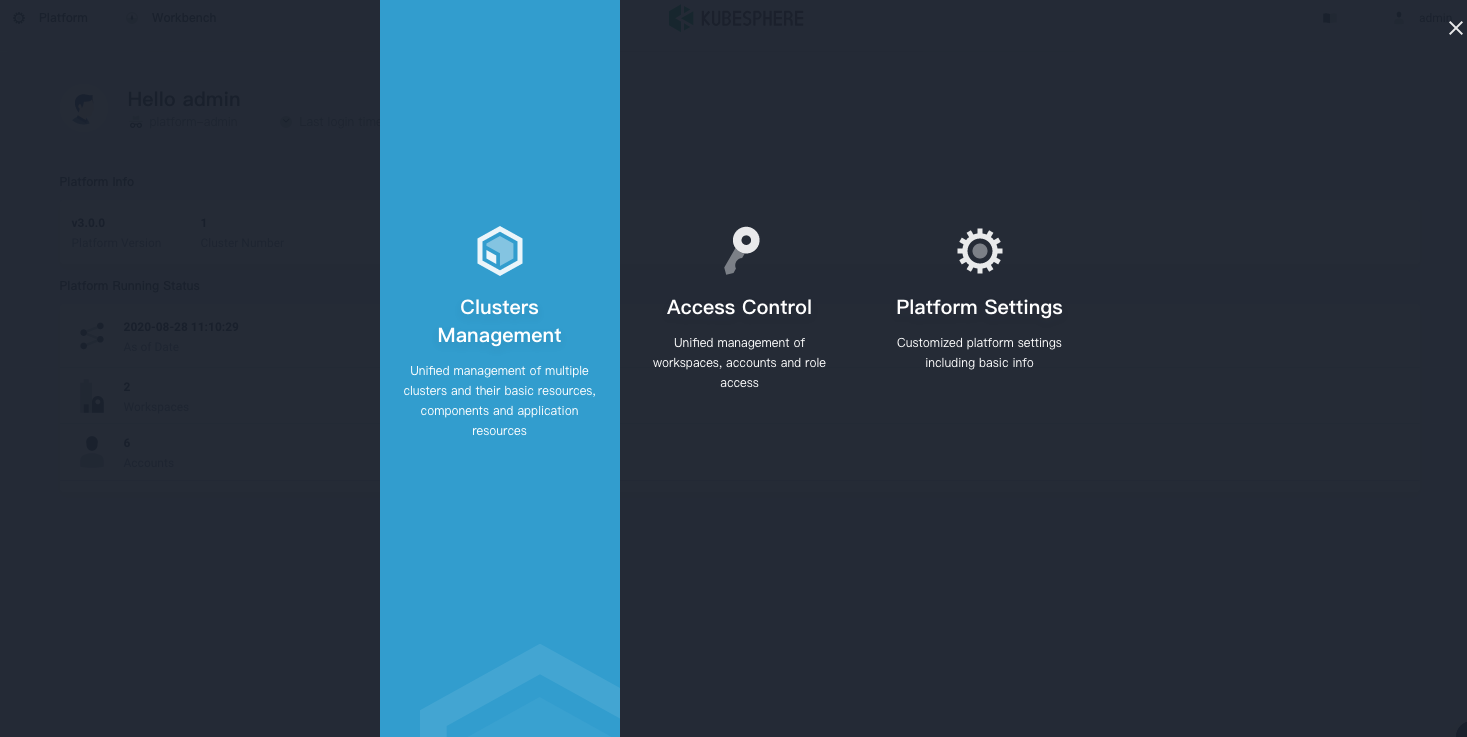 Platform
Workbench
KUBESPHERE
admin
Hello admin
platform-admin
Last login time
Platform Info
v3.0.0
1
Platform Version
Cluster Number
Platform Running Status
2020-08-28 11:10:29
2
Workspaces
6
Accounts
Clusters
Management
Unified management of multiple
clusters and their basic resources,
components and application
resources
Access Control
Unified management of
workspaces, accounts and role
access
Platform Settings
Customized platform settings
including basic info